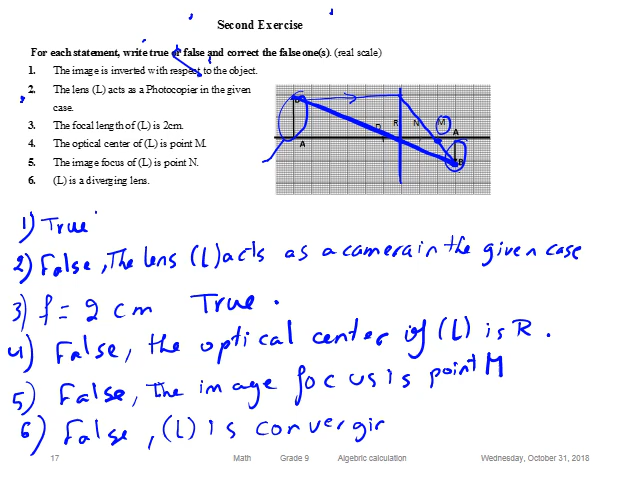 Second Exercise
For each statement, write true or false and correct the false one(s). (real scale)
1. The image is inverted with respect to the object.
2. The lens (L) acts as a Photocopier in the given
case.
3. The focal length of (L) is 2cm.
4. The optical center of (L) is point M.
5. The image focus of (L) is point N.
6. (L) is a diverging lens.
R N M A
A B
1) True
2) False, The lens (L) acts as a camera in the given case
3) f = 2 cm True.
4) False, the optical center of (L) is R.
5) False, The image focus is point M
6) False, (L) is convergin
17 Math Grade 9 Algebric calculation Wednesday, October 31, 2018